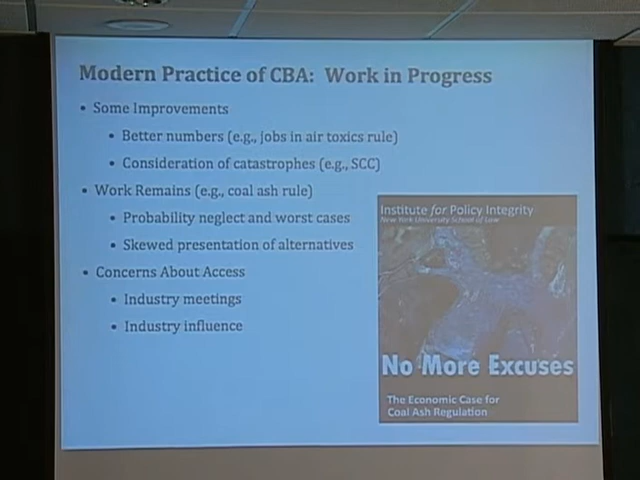 Modern Practice of CBA: Work in Progress
• Some Improvements
• Better numbers (e.g., jobs in air toxics rule)
• Consideration of catastrophes (e.g., SCC)
• Work Remains (e.g., coal ash rule)
• Probability neglect and worst cases
• Skewed presentation of alternatives
• Concerns About Access
• Industry meetings
• Industry influence
Institute for Policy Integrity
New York University School of Law
No More Excuses
The Economic Case for
Coal Ash Regulation